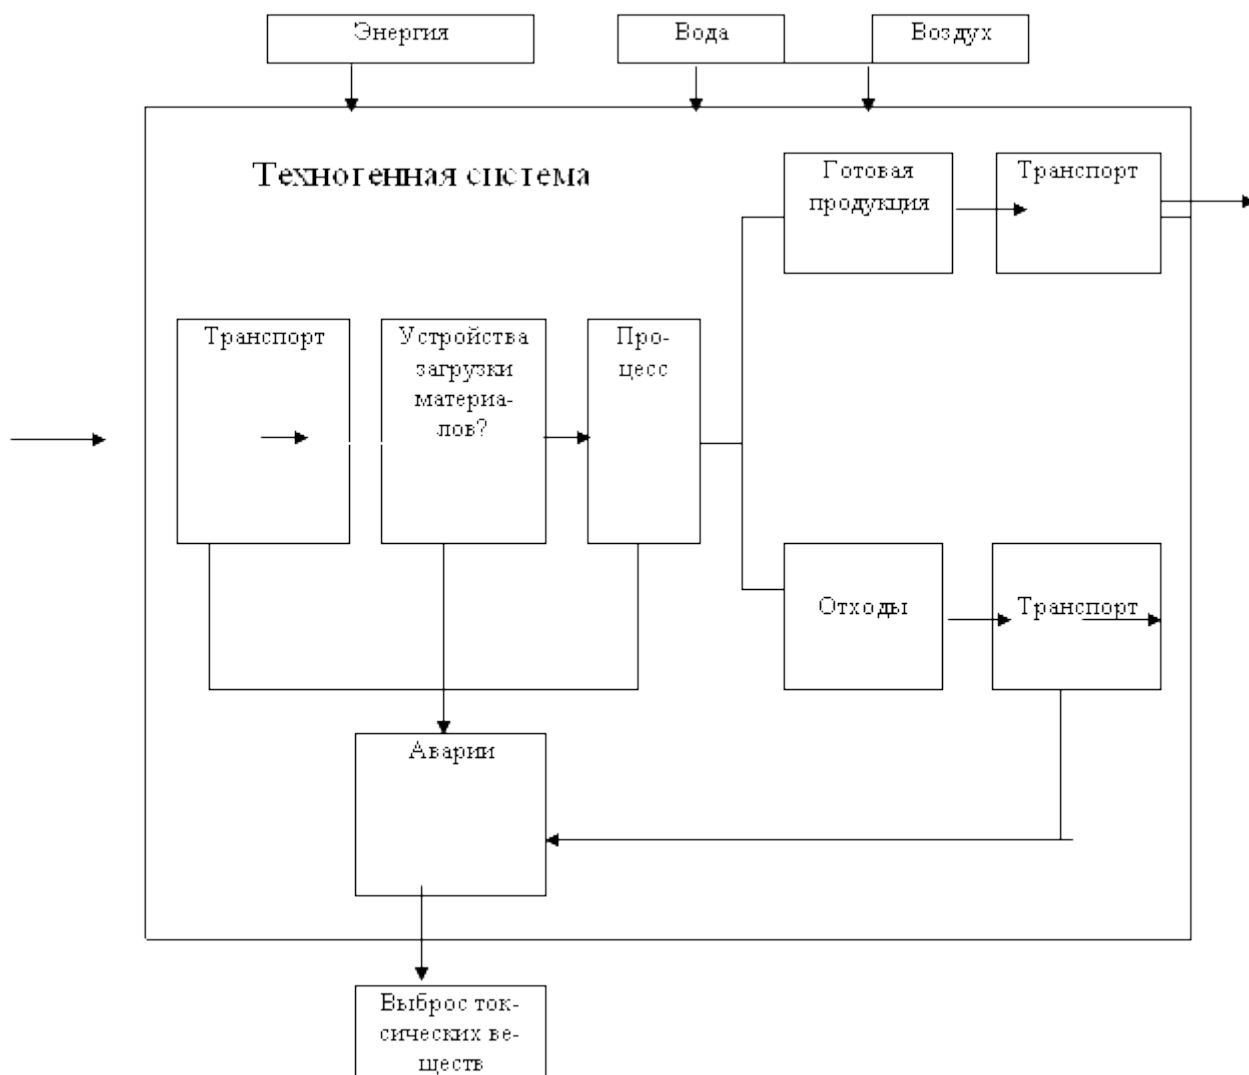 Энергия
Вода
Воздух
Техногенная система
Готовая
продукция
Транспорт
Транспорт
Устройства
загрузки
материа-
лов?
Про-
цесс
Отходы
Транспорт
Аварии
Выброс ток-
сических ве-
ществ